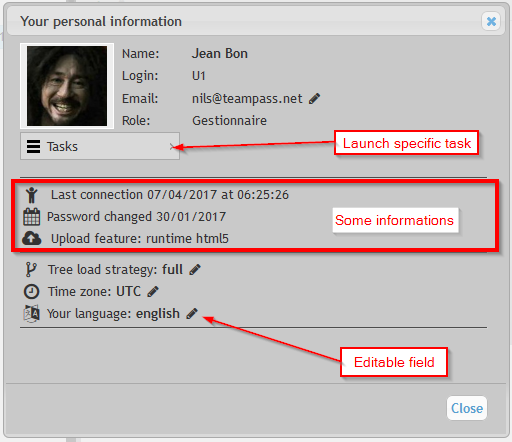 Your personal information
Name: Jean Bon
Login: U1
Email: nils@teampass.net
Role: Gestionnaire
Tasks
Launch specific task
Last connection 07/04/2017 at 06:25:26
Password changed 30/01/2017
Some informations
Upload feature: runtime html5
Tree load strategy: full
Time zone: UTC
Your language: english
Editable field
Close